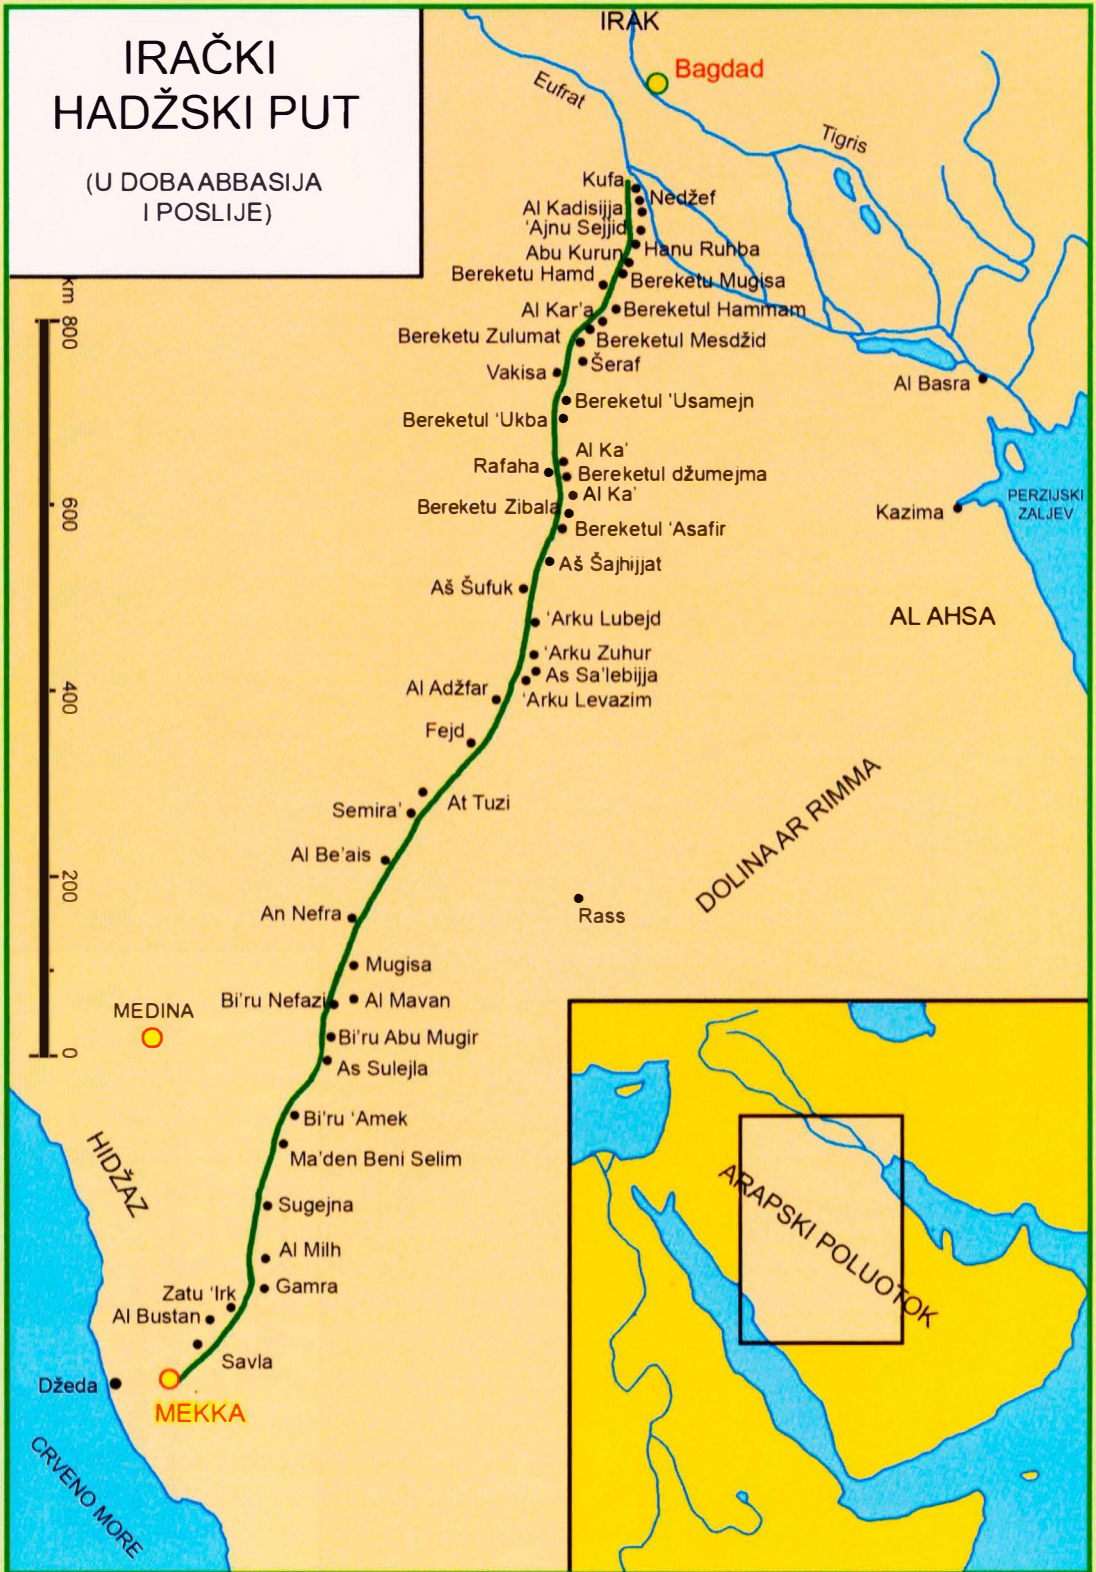 IRAČKI
HADŽSKI PUT
(U DOBA ABBASIJA
I POSLIJE)
IRAK
Bagdad
Eufrat
Tigris
Kufa
Nedžef
Al Kadisijja
'Ajnu Sejjid
Abu Kurun
Hanu Ruhba
Bereketu Hamd
Bereketu Mugisa
Al Kar'a
Bereketul Hammam
Bereketu Zulumat
Bereketul Mesdžid
Šeraf
Vakisa
Al Basra
Bereketul 'Usamejn
Bereketul 'Ukba
Al Ka'
Rafaha
Bereketul džumejma
Al Ka'
Bereketu Zibala
Bereketul 'Asafir
PERZIJSKI
ZALJEV
Kazima
Aš Šajhijjat
Aš Šufuk
'Arku Lubejd
AL AHSA
'Arku Zuhur
As Sa'lebijja
Al Adžfar
'Arku Levazim
Fejd
At Tuzi
Semira'
Al Be'ais
DOLINA AR RIMMA
An Nefra
Rass
Mugisa
Bi'ru Nefazi
Al Mavan
MEDINA
Bi'ru Abu Mugir
As Sulejla
Bi'ru 'Amek
Ma'den Beni Selim
HIDŽAZ
Sugejna
Al Milh
Gamra
Zatu 'Irk
Al Bustan
Savla
Džeda
MEKKA
CRVENO MORE
km
800
600
400
200
0
ARAPSKI POLUOTOK